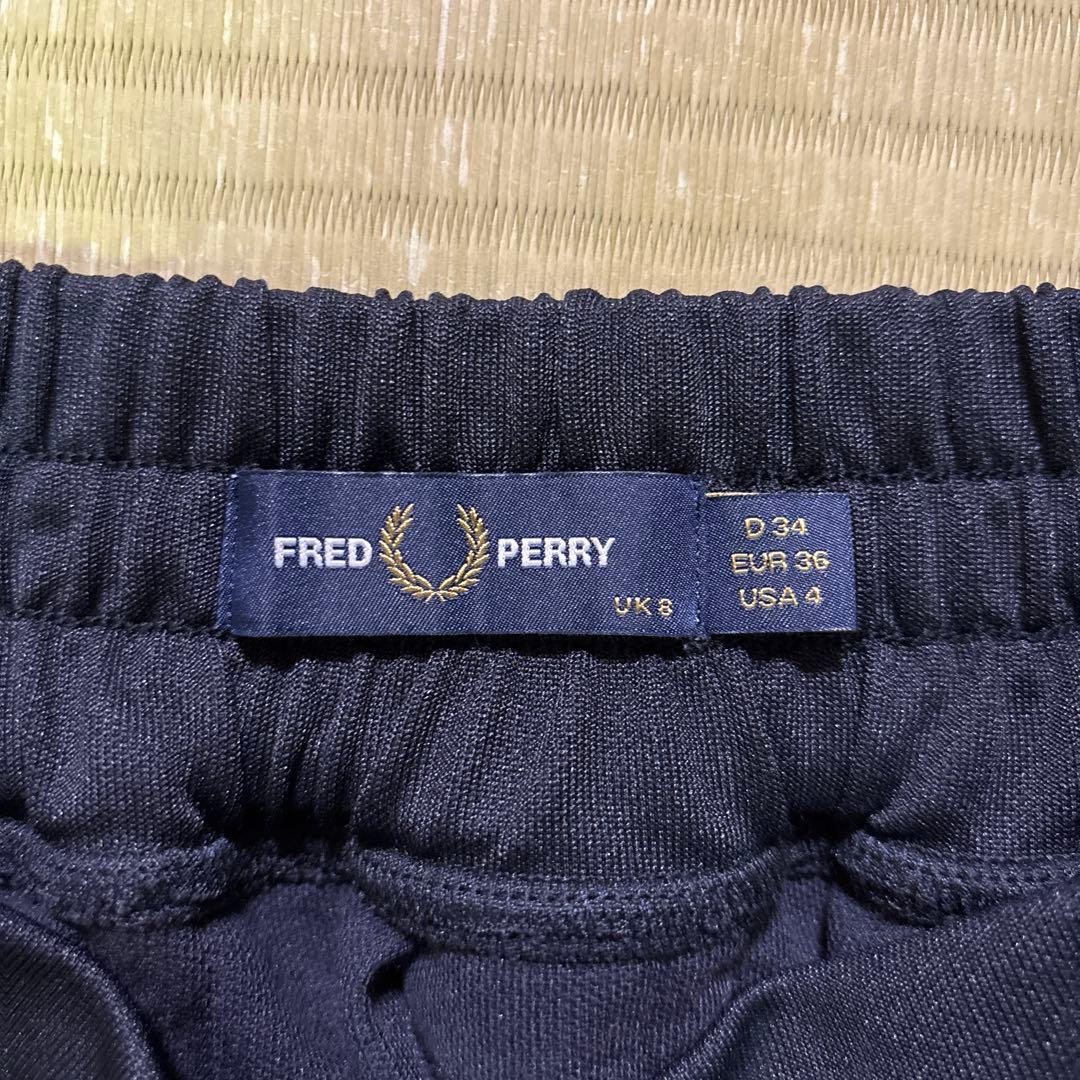 FRED PERRY
UK 8
D 34
EUR 36
USA 4